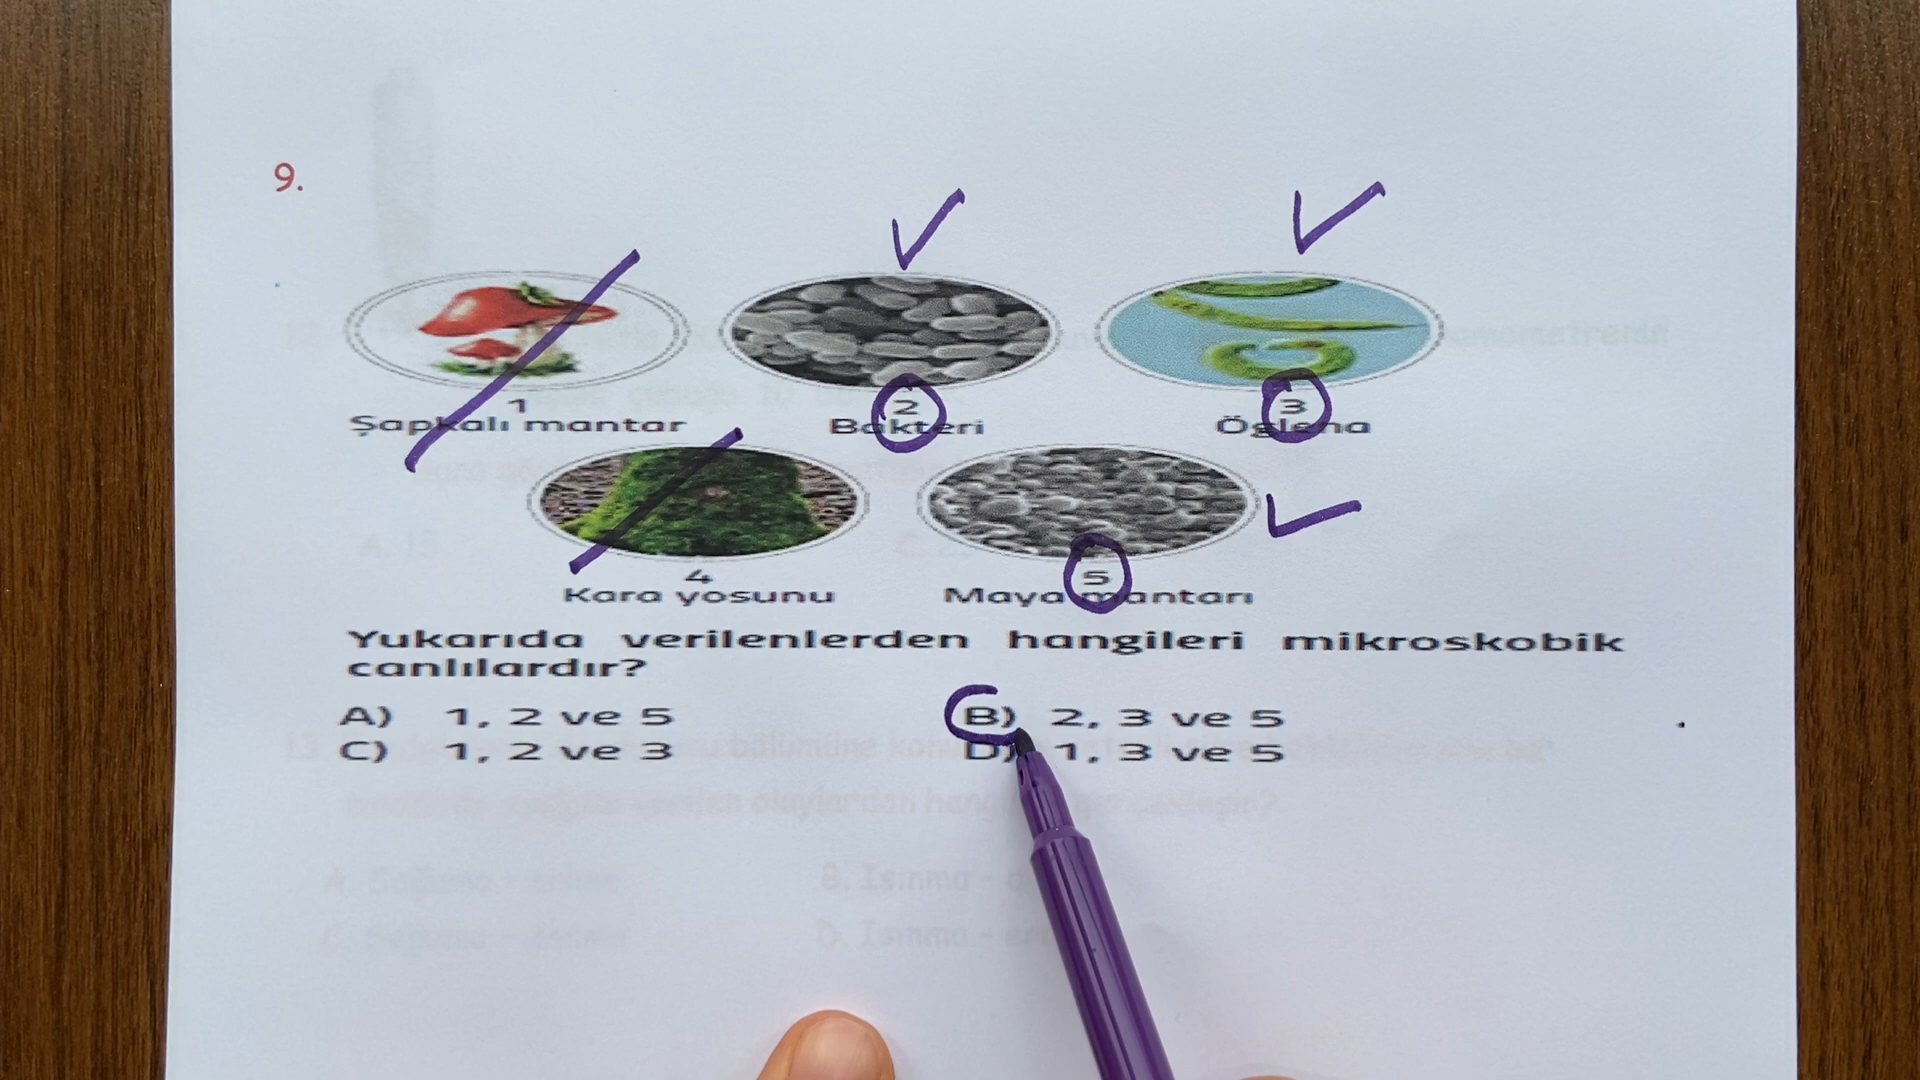 9.
1 2 3
Şapkalı mantar Bakteri Öglena
4 5
Kara yosunu Maya mantarı
Yukarıda verilenlerden hangileri mikroskobik
canlılardır?
A) 1, 2 ve 5 B) 2, 3 ve 5
C) 1, 2 ve 3 D) 1, 3 ve 5